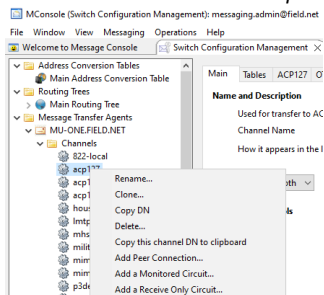 MConsole (Switch Configuration Management): messaging.admin@field.net
File Window View Messaging Operations Help
Welcome to Message Console Switch Configuration Management
Address Conversion Tables
Main Address Conversion Table
Routing Trees
Main Routing Tree
Message Transfer Agents
MU-ONE.FIELD.NET
Channels
822-local
acp127
acp1
acp1
hous
lmtp
mhs
milit
mim
mim
p3de
Main Tables ACP127
Name and Description
Used for transfer to AC
Channel Name
How it appears in the
Rename...
Clone...
Copy DN
Delete...
Copy this channel DN to clipboard
Add Peer Connection...
Add a Monitored Circuit...
Add a Receive Only Circuit...